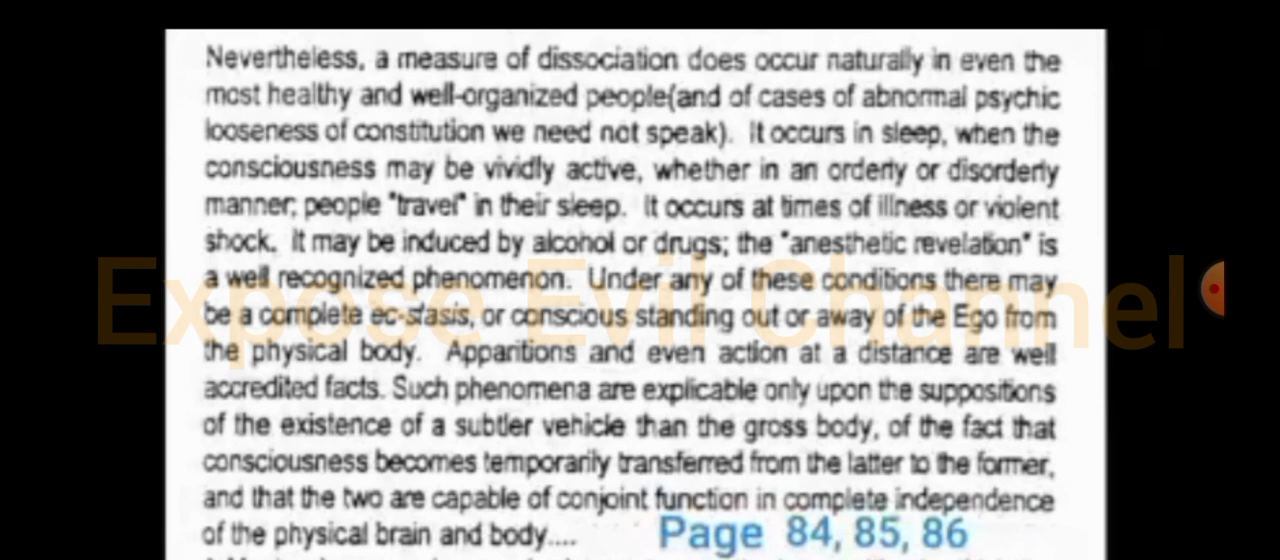 Nevertheless, a measure of dissociation does occur naturally in even the
most healthy and well-organized people(and of cases of abnormal psychic
looseness of constitution we need not speak). It occurs in sleep, when the
consciousness may be vividly active, whether in an orderly or disorderly
manner; people "travel" in their sleep. It occurs at times of illness or violent
shock. It may be induced by alcohol or drugs; the "anesthetic revelation" is
a well recognized phenomenon. Under any of these conditions there may
Expose Evil Channel
be a complete ec-stasis, or conscious standing out or away of the Ego from
the physical body. Apparitions and even action at a distance are well
accredited facts. Such phenomena are explicable only upon the suppositions
of the existence of a subtler vehicle than the gross body, of the fact that
consciousness becomes temporarily transferred from the latter to the former,
and that the two are capable of conjoint function in complete independence
of the physical brain and body....
Page 84, 85, 86